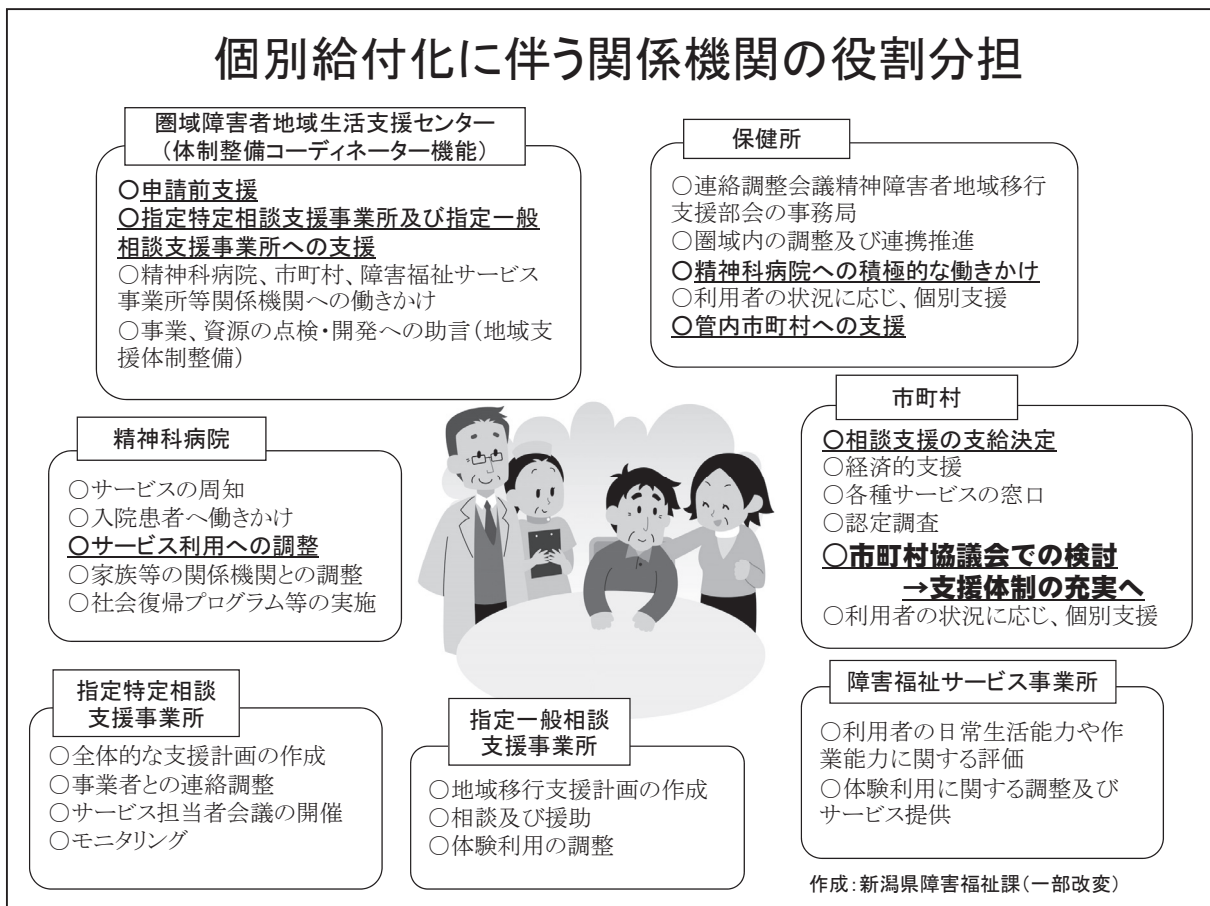 個別給付化に伴う関係機関の役割分担
圏域障害者地域生活支援センター
（体制整備コーディネーター機能）
○申請前支援
○指定特定相談支援事業所及び指定一般
相談支援事業所への支援
○精神科病院、市町村、障害福祉サービス
事業所等関係機関への働きかけ
○事業、資源の点検・開発への助言（地域支
援体制整備）
保健所
○連絡調整会議精神障害者地域移行
支援部会の事務局
○圏域内の調整及び連携推進
○精神科病院への積極的な働きかけ
○利用者の状況に応じ、個別支援
○管内市町村への支援
精神科病院
○サービスの周知
○入院患者へ働きかけ
○サービス利用への調整
○家族等の関係機関との調整
○社会復帰プログラム等の実施
市町村
○相談支援の支給決定
○経済的支援
○各種サービスの窓口
○認定調査
○市町村協議会での検討
→支援体制の充実へ
○利用者の状況に応じ、個別支援
指定特定相談
支援事業所
○全体的な支援計画の作成
○事業者との連絡調整
○サービス担当者会議の開催
○モニタリング
指定一般相談
支援事業所
○地域移行支援計画の作成
○相談及び援助
○体験利用の調整
障害福祉サービス事業所
○利用者の日常生活能力や作
業能力に関する評価
○体験利用に関する調整及び
サービス提供
作成：新潟県障害福祉課（一部改変）